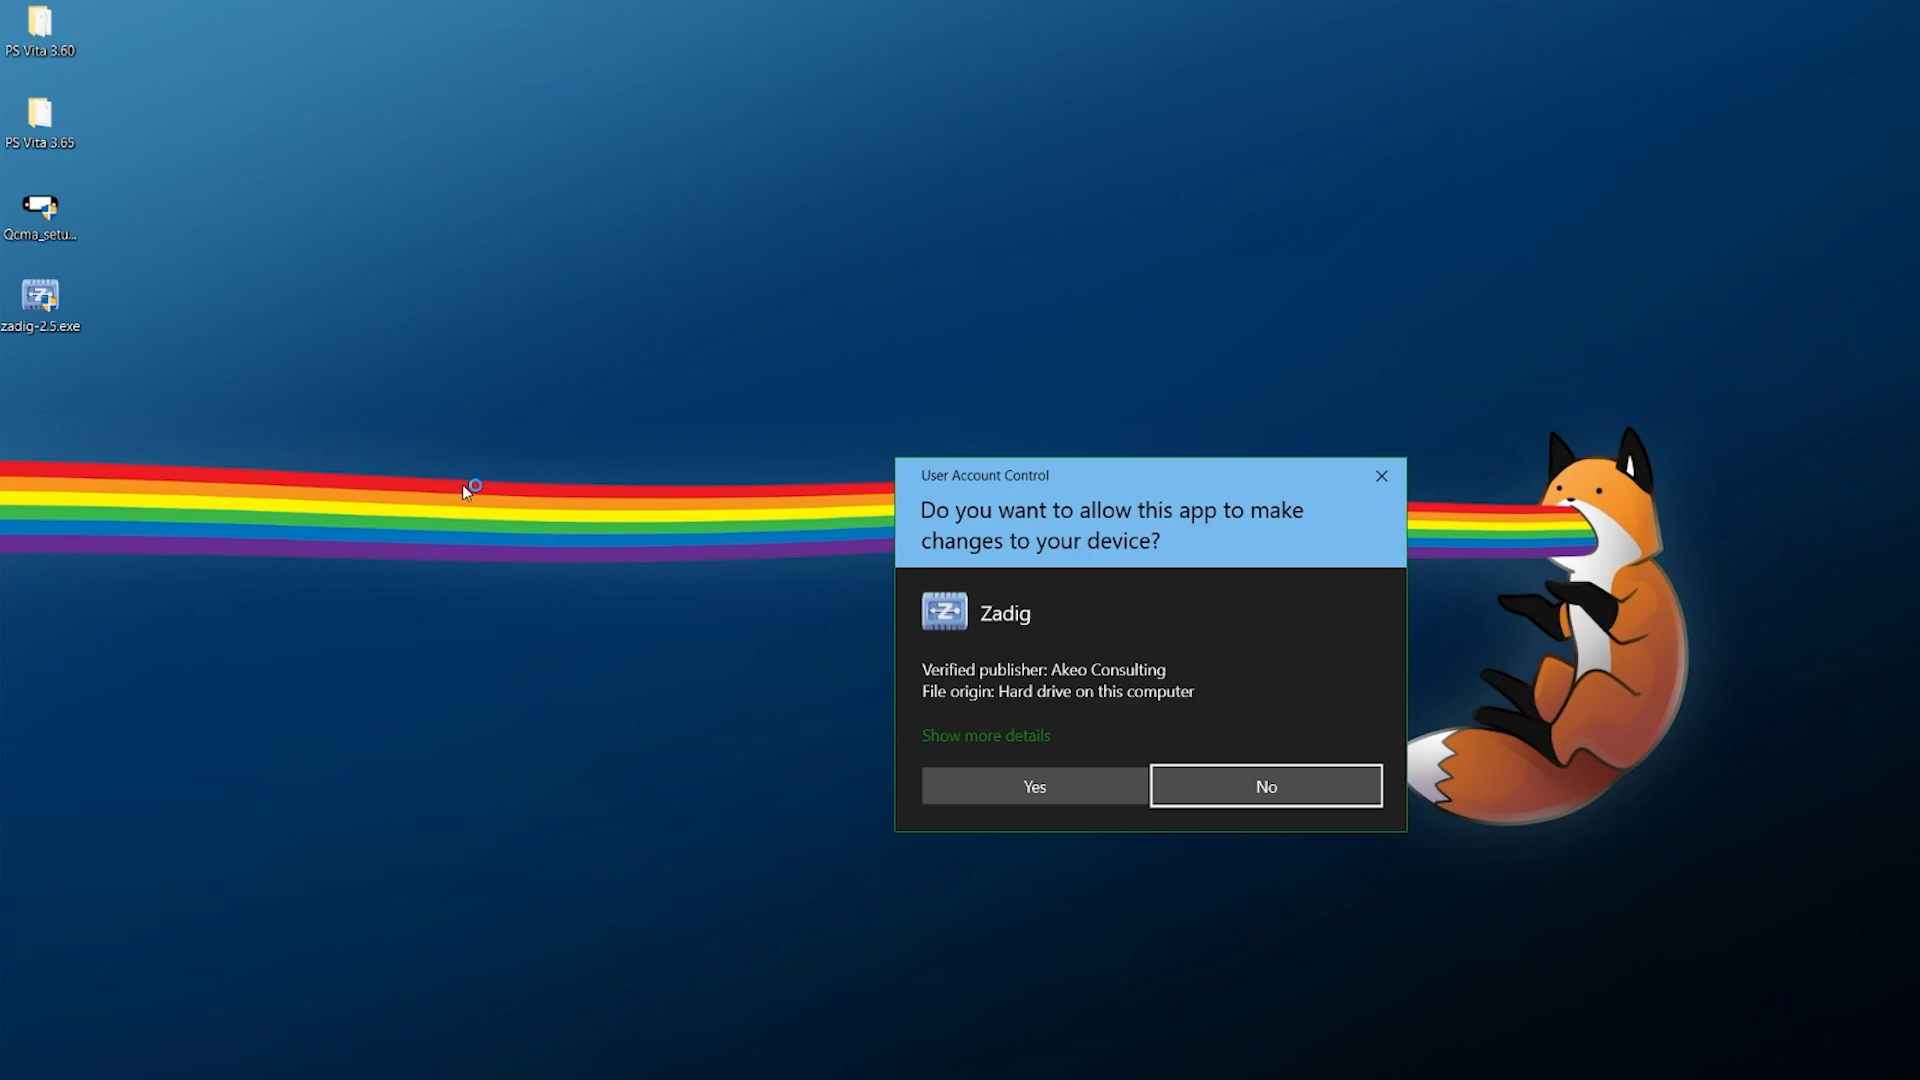 PS Vita 3.60
PS Vita 3.65
Qcma_setu...
zadig-2.5.exe
User Account Control
Do you want to allow this app to make
changes to your device?
Z
Zadig
Verified publisher: Akeo Consulting
File origin: Hard drive on this computer
Show more details
Yes
No